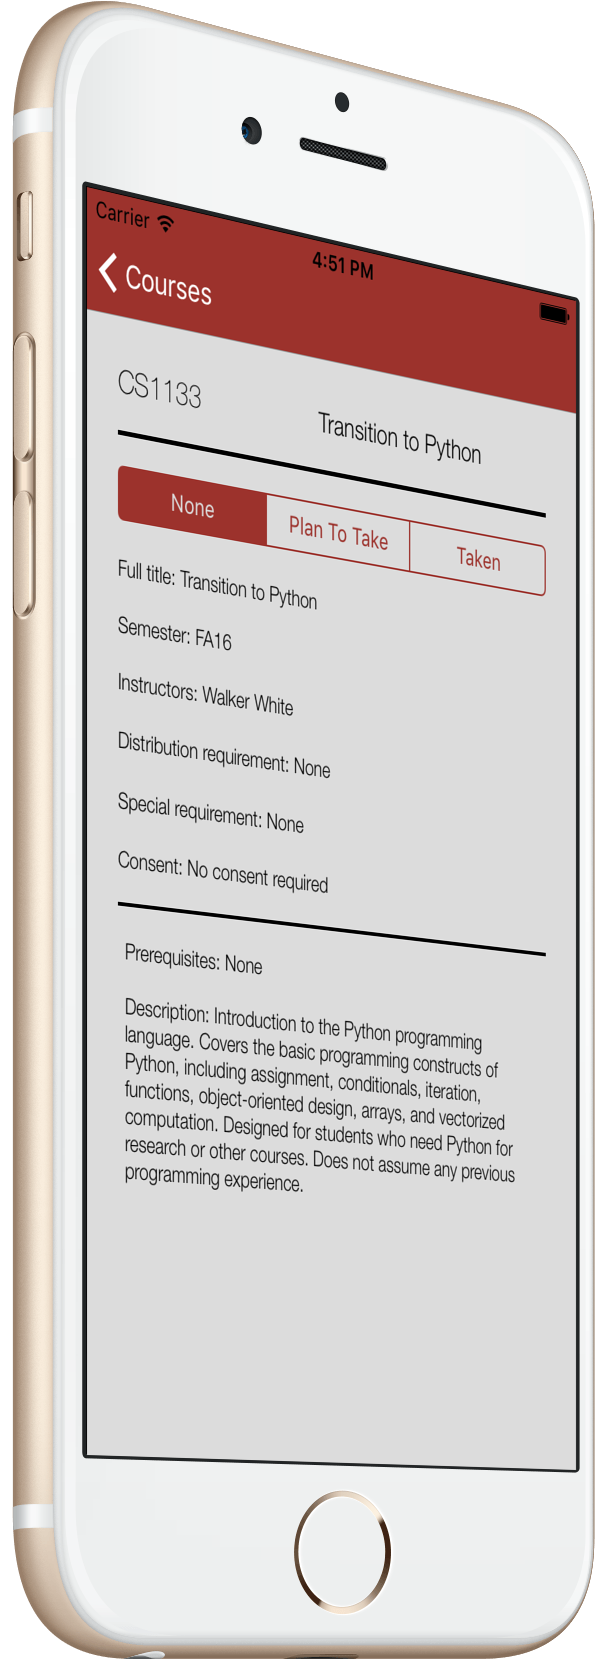 Carrier
4:51 PM
Courses
CS1133
Transition to Python
None
Plan To Take
Taken
Full title: Transition to Python
Semester: FA16
Instructors: Walker White
Distribution requirement: None
Special requirement: None
Consent: No consent required
Prerequisites: None
Description: Introduction to the Python programming
language. Covers the basic programming constructs of
Python, including assignment, conditionals, iteration,
functions, object-oriented design, arrays, and vectorized
computation. Designed for students who need Python for
research or other courses. Does not assume any previous
programming experience.